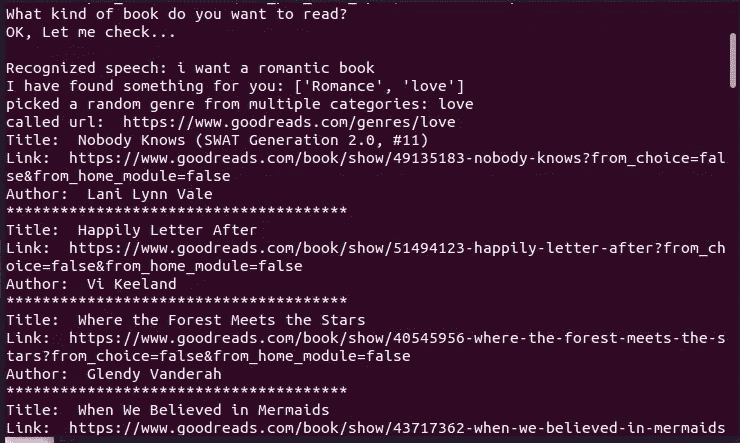 What kind of book do you want to read?
OK, Let me check...
Recognized speech: i want a romantic book
I have found something for you: ['Romance', 'love']
picked a random genre from multiple categories: love
called url:  https://www.goodreads.com/genres/love
Title:  Nobody Knows (SWAT Generation 2.0, #11)
Link:  https://www.goodreads.com/book/show/49135183-nobody-knows?from_choice=fal
se&from_home_module=false
Author:  Lani Lynn Vale
**************************************
Title:  Happily Letter After
Link:  https://www.goodreads.com/book/show/51494123-happily-letter-after?from_ch
oice=false&from_home_module=false
Author:  Vi Keeland
**************************************
Title:  Where the Forest Meets the Stars
Link:  https://www.goodreads.com/book/show/40545956-where-the-forest-meets-the-s
tars?from_choice=false&from_home_module=false
Author:  Glendy Vanderah
**************************************
Title:  When We Believed in Mermaids
Link:  https://www.goodreads.com/book/show/43717362-when-we-believed-in-mermaids